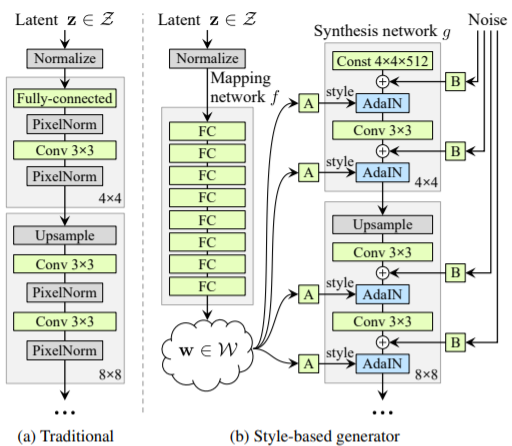 Latent z ∈ Z
Normalize
Fully-connected
PixelNorm
Conv 3×3
PixelNorm
4×4
Upsample
Conv 3×3
PixelNorm
Conv 3×3
PixelNorm
8×8
...
(a) Traditional
Latent z ∈ Z
Normalize
Mapping
network f
FC
FC
FC
FC
FC
FC
FC
FC
w ∈ W
Synthesis network g
Noise
Const 4×4×512
B
A
style
AdaIN
Conv 3×3
B
A
style
AdaIN
4×4
Upsample
Conv 3×3
B
A
style
AdaIN
Conv 3×3
B
A
style
AdaIN
8×8
...
(b) Style-based generator